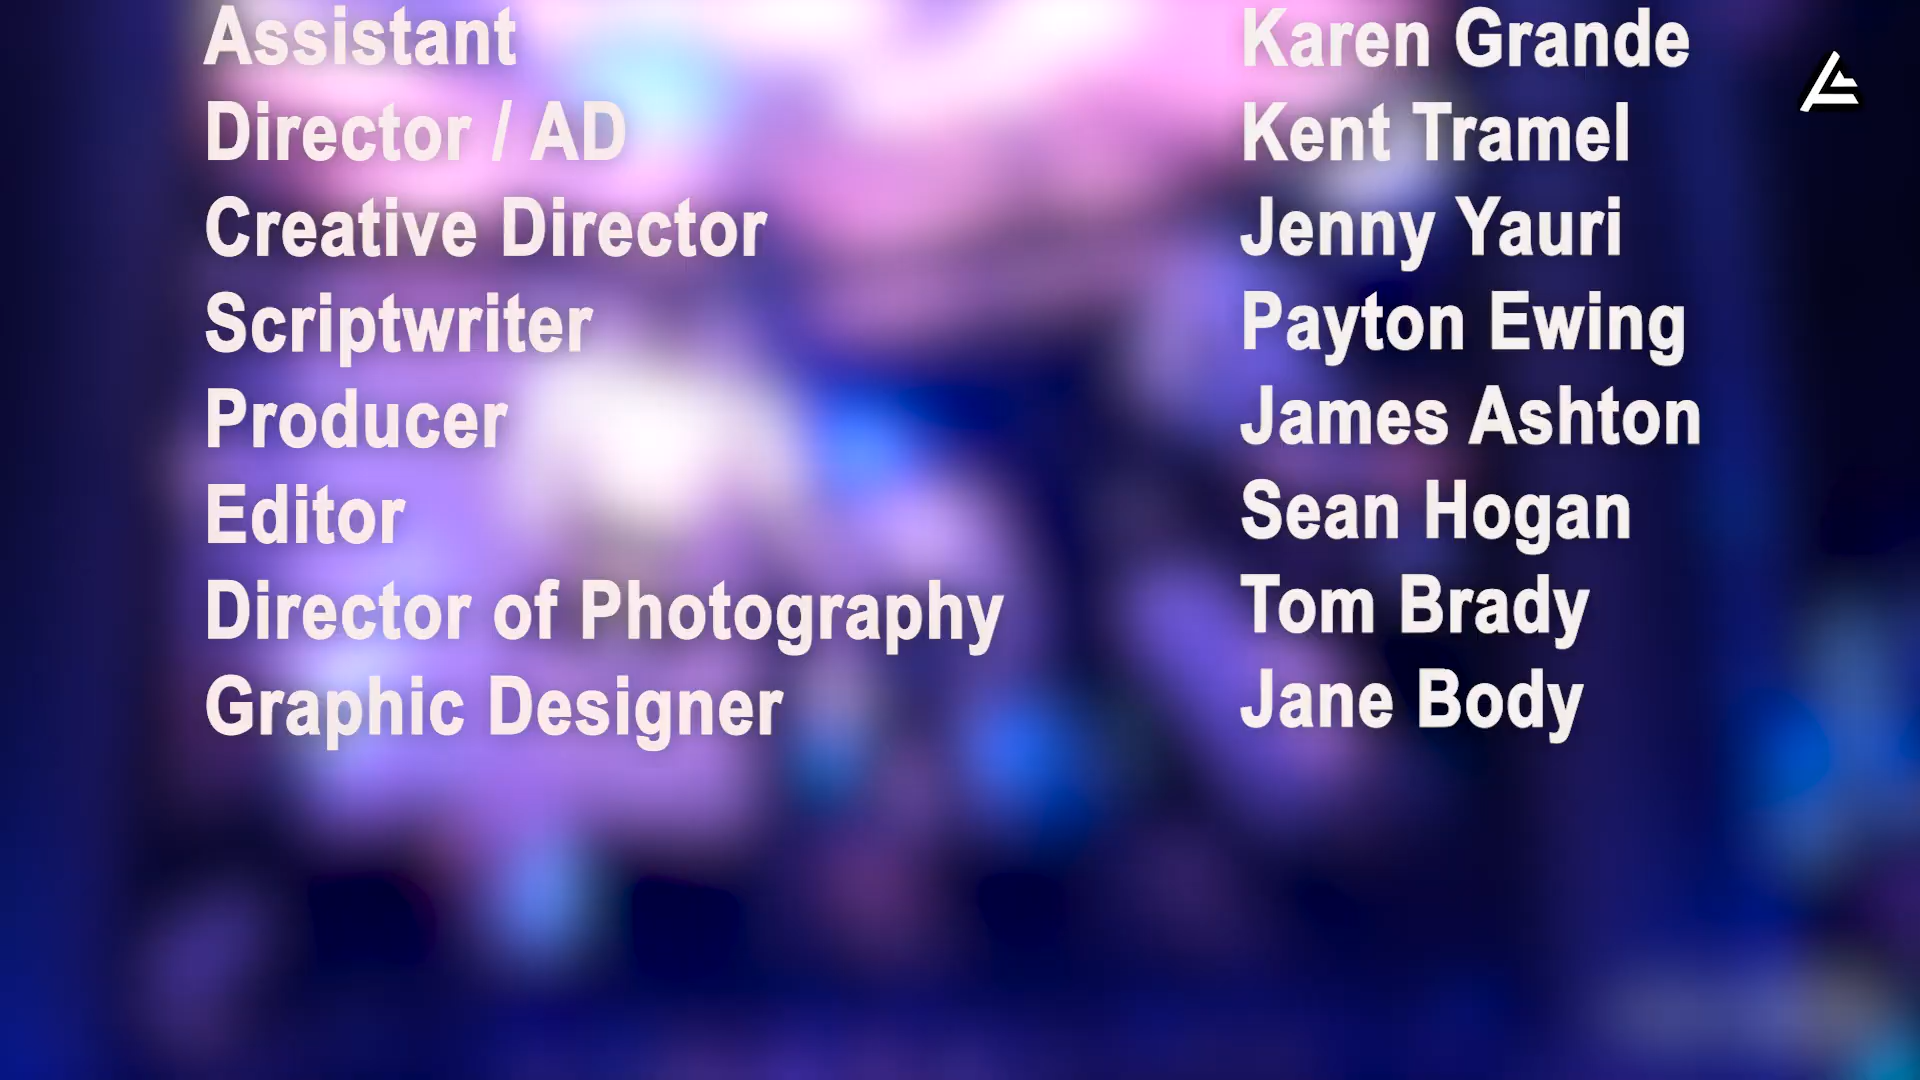 Assistant Karen Grande
Director / AD Kent Tramel
Creative Director Jenny Yauri
Scriptwriter Payton Ewing
Producer James Ashton
Editor Sean Hogan
Director of Photography Tom Brady
Graphic Designer Jane Body